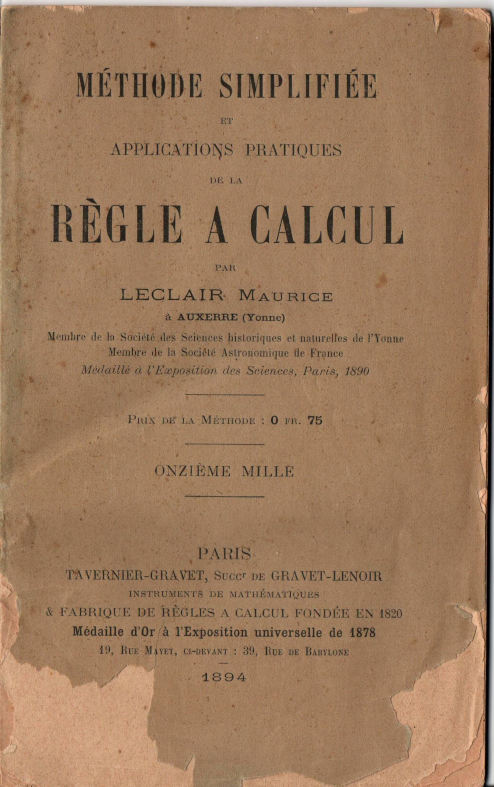 MÉTHODE SIMPLIFIÉE
ET
APPLICATIONS PRATIQUES
DE LA
RÈGLE A CALCUL
PAR
LECLAIR MAURICE
à AUXERRE (Yonne)
Membre de la Société des Sciences historiques et naturelles de l'Yonne
Membre de la Société Astronomique de France
Médaillé à l'Exposition des Sciences, Paris, 1890
PRIX DE LA MÉTHODE : 0 FR. 75
ONZIÈME MILLE
PARIS
TAVERNIER-GRAVET, SUCCr DE GRAVET-LENOIR
INSTRUMENTS DE MATHÉMATIQUES
& FABRIQUE DE RÈGLES A CALCUL FONDÉE EN 1820
Médaille d'Or à l'Exposition universelle de 1878
19, RUE MAYET, CI-DEVANT : 39, RUE DE BABYLONE
1894